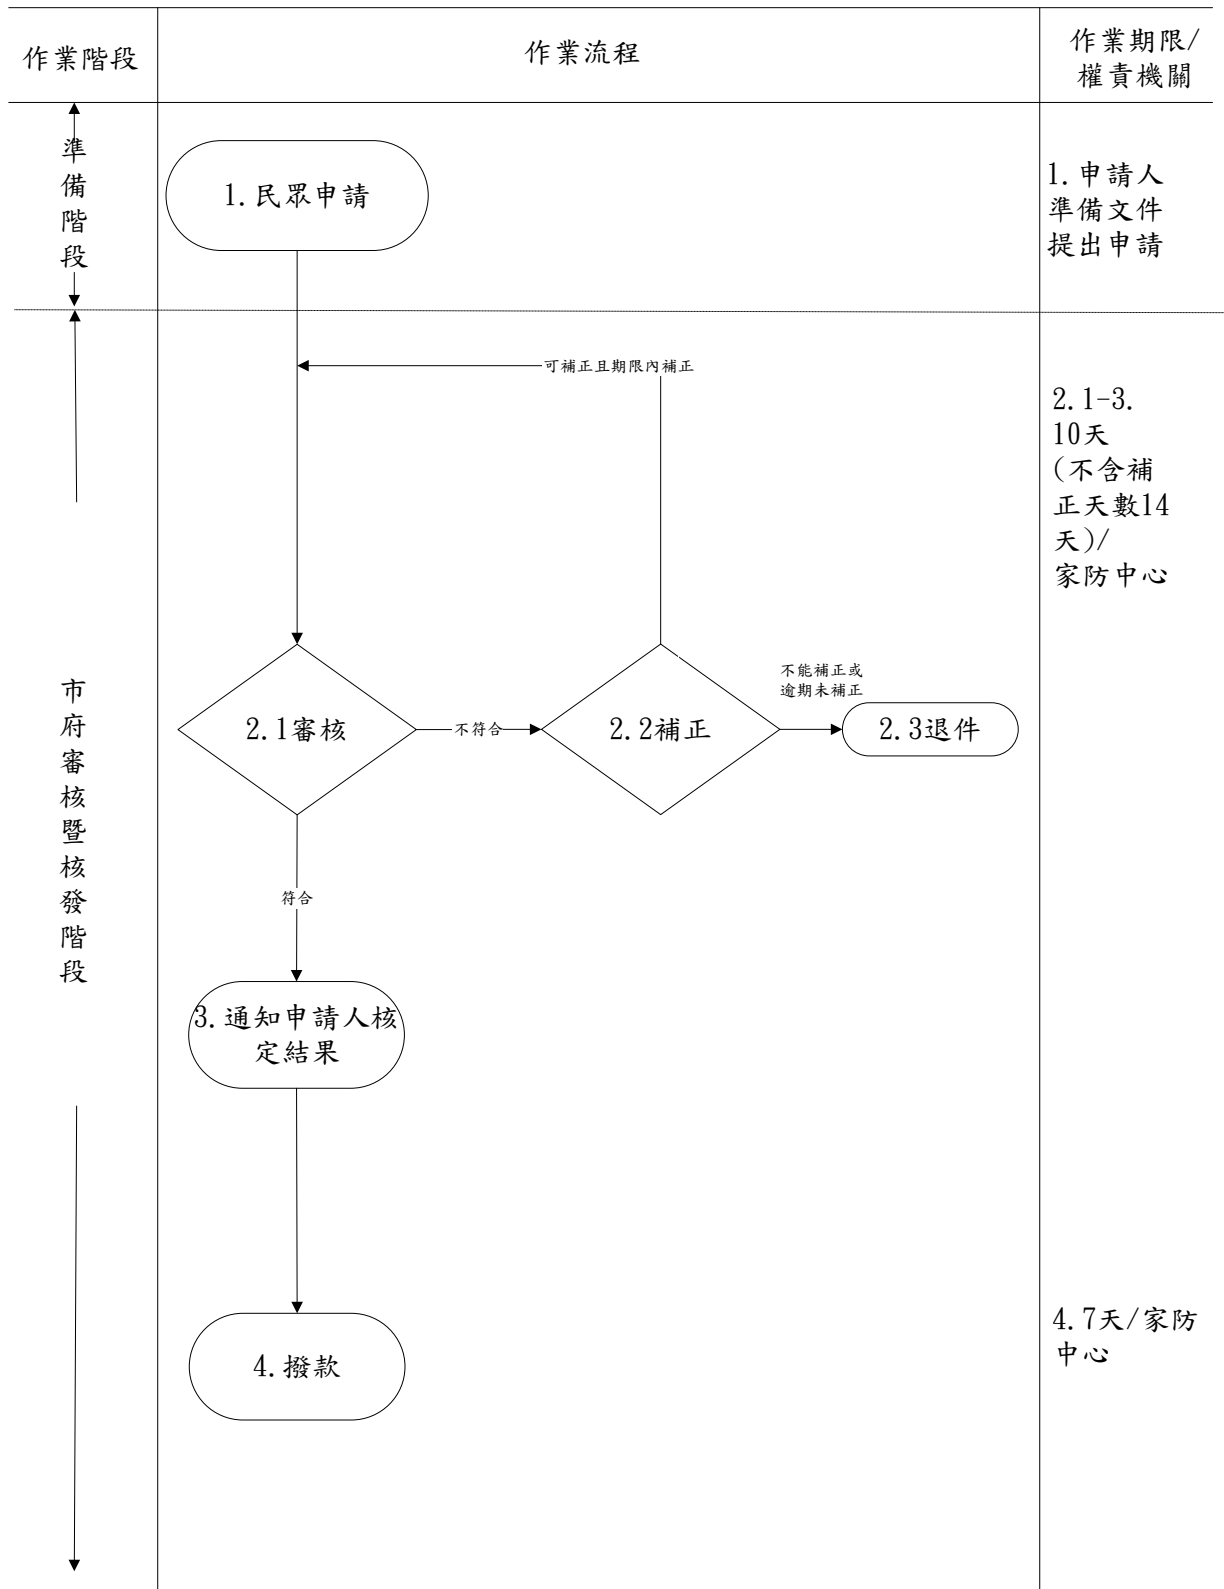 作業階段
作業流程
作業期限/
權責機關
準備階段
1.民眾申請
1.申請人
準備文件
提出申請
可補正且期限內補正
2.1-3.
10天
(不含補
正天數14
天)/
家防中心
市府審核暨核發階段
2.1審核
不符合
2.2補正
不能補正或
逾期未補正
2.3退件
符合
3.通知申請人核
定結果
4.撥款
4.7天/家防
中心